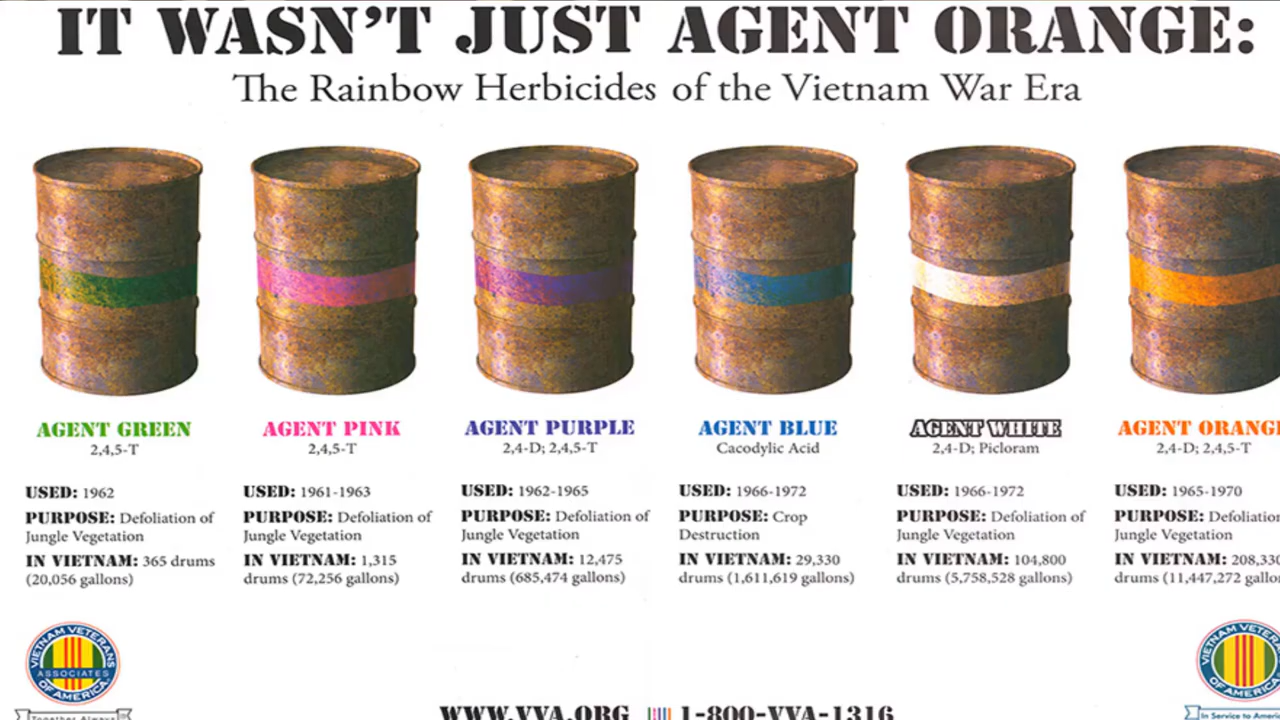 IT WASN'T JUST AGENT ORANGE:
The Rainbow Herbicides of the Vietnam War Era
AGENT GREEN
2,4,5-T
USED: 1962
PURPOSE: Defoliation of
Jungle Vegetation
IN VIETNAM: 365 drums
(20,056 gallons)
AGENT PINK
2,4,5-T
USED: 1961-1963
PURPOSE: Defoliation of
Jungle Vegetation
IN VIETNAM: 1,315
drums (72,256 gallons)
AGENT PURPLE
2,4-D; 2,4,5-T
USED: 1962-1965
PURPOSE: Defoliation of
Jungle Vegetation
IN VIETNAM: 12,475
drums (685,474 gallons)
AGENT BLUE
Cacodylic Acid
USED: 1966-1972
PURPOSE: Crop
Destruction
IN VIETNAM: 29,330
drums (1,611,619 gallons)
AGENT WHITE
2,4-D; Picloram
USED: 1966-1972
PURPOSE: Defoliation of
Jungle Vegetation
IN VIETNAM: 104,800
drums (5,758,528 gallons)
AGENT ORANG
2,4-D; 2,4,5-T
USED: 1965-1970
PURPOSE: Defoliation
Jungle Vegetation
IN VIETNAM: 208,330
drums (11,447,272 gallon
VIETNAM VETERANS
ASSOCIATES
OF AMERICA
Together Always
WWW.VVA.ORG 1-800-VVA-1316
VIETNAM VETER
OF AMERICA
In Service to Ameri